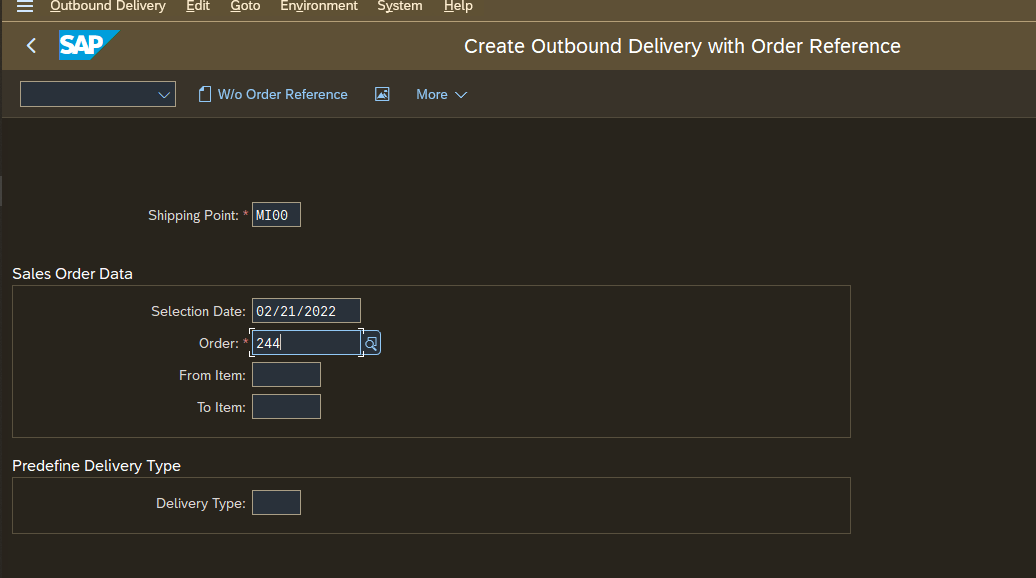 Outbound Delivery Edit Goto Environment System Help
SAP Create Outbound Delivery with Order Reference
W/o Order Reference More
Shipping Point: * MI00
Sales Order Data
Selection Date: 02/21/2022
Order: * 244
From Item:
To Item:
Predefine Delivery Type
Delivery Type: